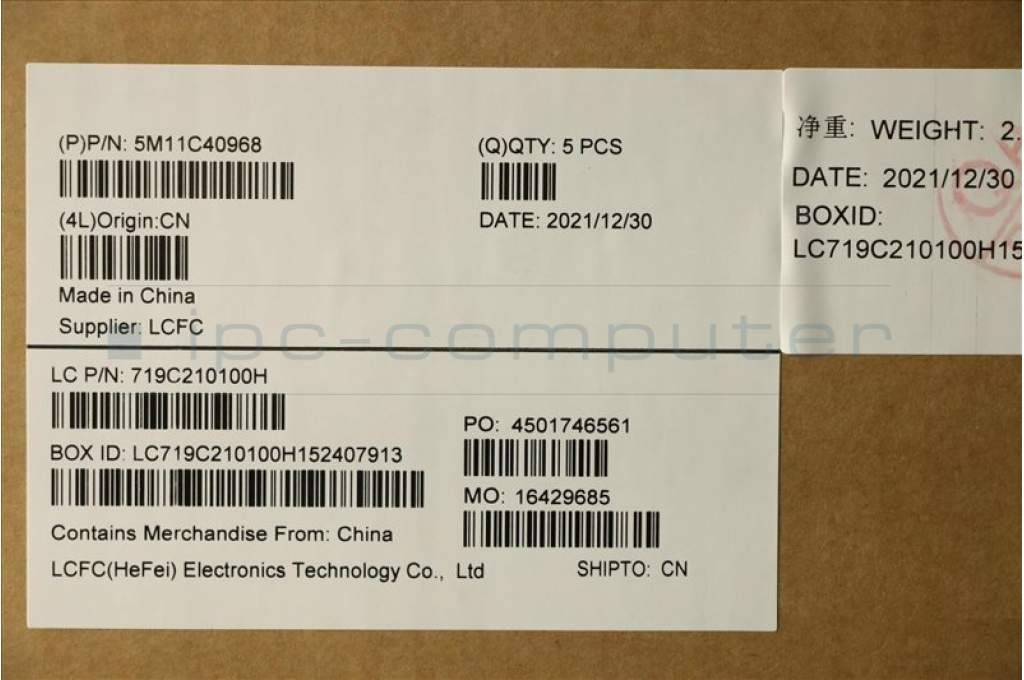 (P)P/N: 5M11C40968
(Q)QTY: 5 PCS
(4L)Origin:CN
DATE: 2021/12/30
Made in China
Supplier: LCFC
净重: WEIGHT: 2.
DATE: 2021/12/30
BOXID:
LC719C210100H15
ipc-computer
LC P/N: 719C210100H
PO: 4501746561
BOX ID: LC719C210100H152407913
MO: 16429685
Contains Merchandise From: China
LCFC(HeFei) Electronics Technology Co., Ltd
SHIPTO: CN